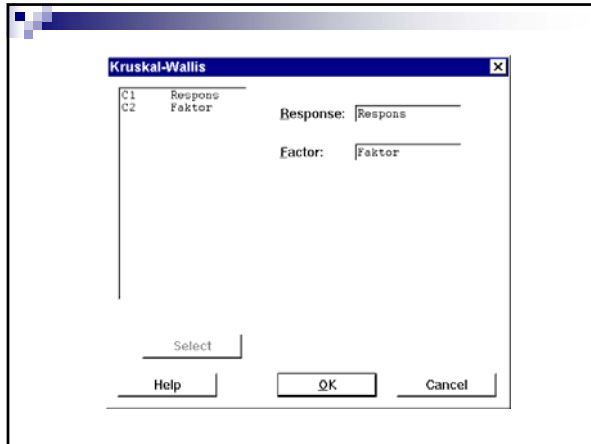 Kruskal-Wallis
C1 Respons
C2 Faktor
Response: Respons
Factor: Faktor
Select
Help OK Cancel